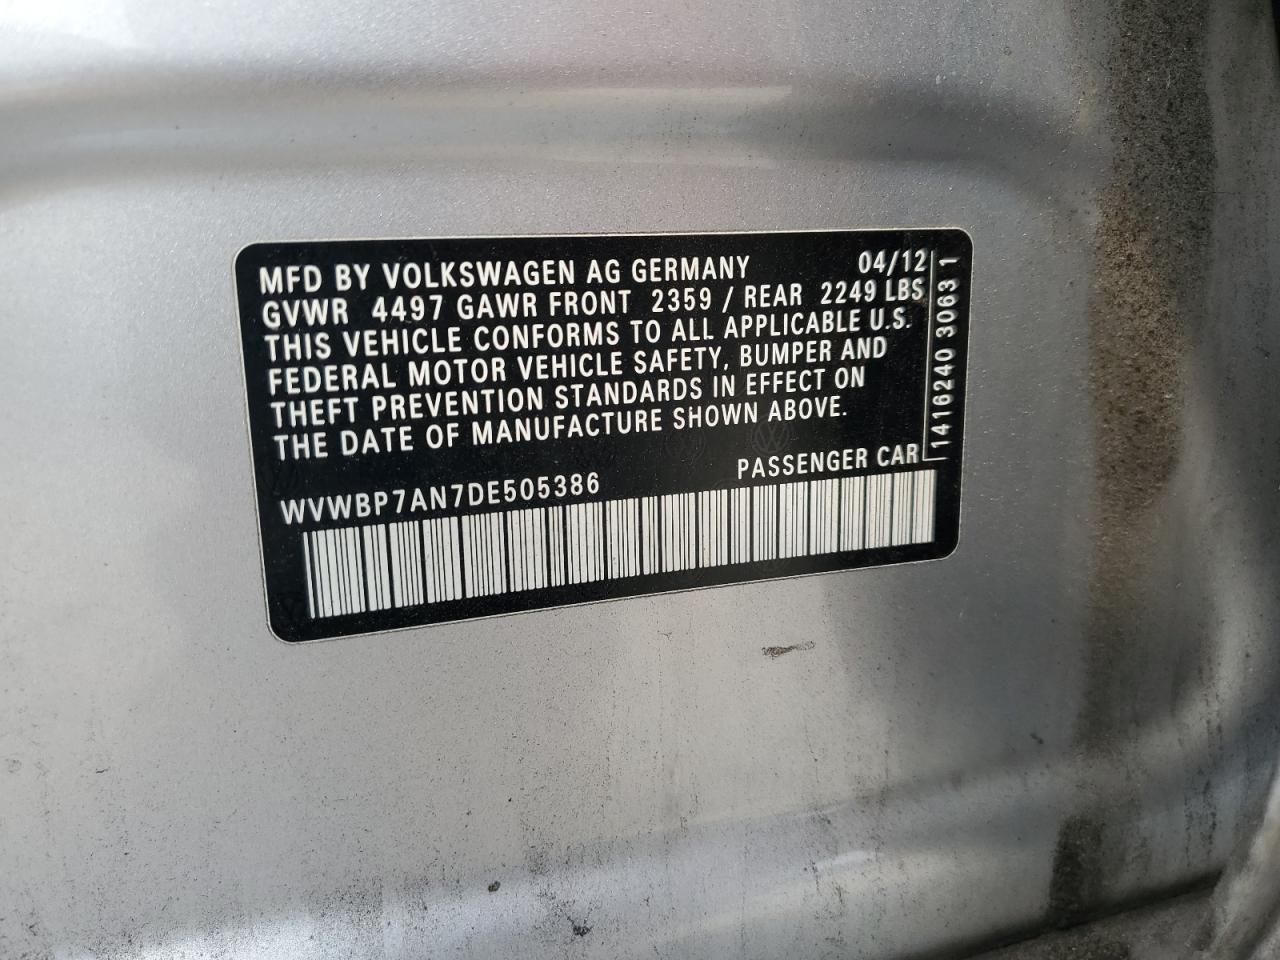 MFD BY VOLKSWAGEN AG GERMANY 04/12
GVWR 4497 GAWR FRONT 2359 / REAR 2249 LBS
THIS VEHICLE CONFORMS TO ALL APPLICABLE U.S.
FEDERAL MOTOR VEHICLE SAFETY, BUMPER AND
THEFT PREVENTION STANDARDS IN EFFECT ON
THE DATE OF MANUFACTURE SHOWN ABOVE.
WVWBP7AN7DE505386 PASSENGER CAR
1416240 3063 1